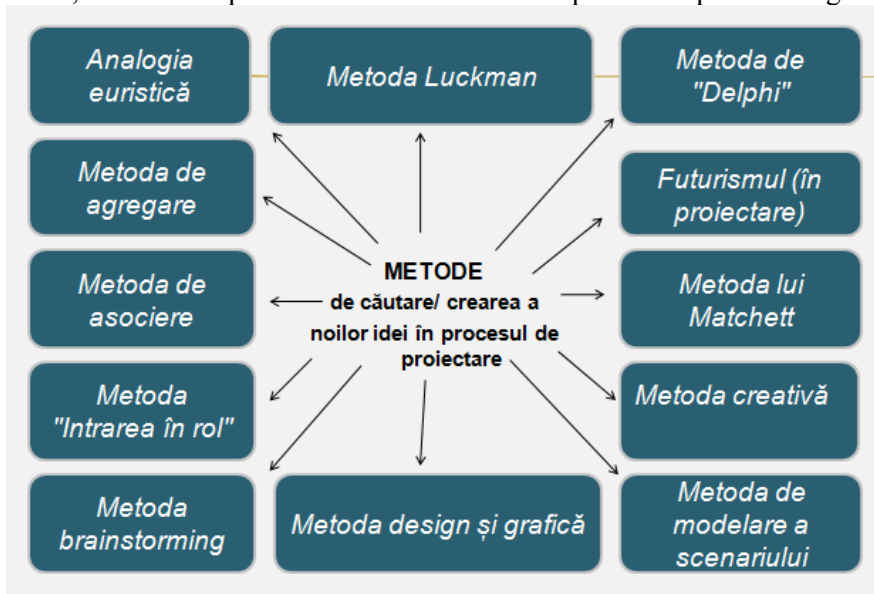 Analogia
euristică
Metoda Luckman
Metoda de
"Delphi"
Metoda de
agregare
Futurismul (în
proiectare)
METODE
de căutare/ crearea a
noilor idei în procesul de
proiectare
Metoda de
asociere
Metoda lui
Matchett
Metoda
"Intrarea în rol"
Metoda creativă
Metoda
brainstorming
Metoda design și grafică
Metoda de
modelare a
scenariului